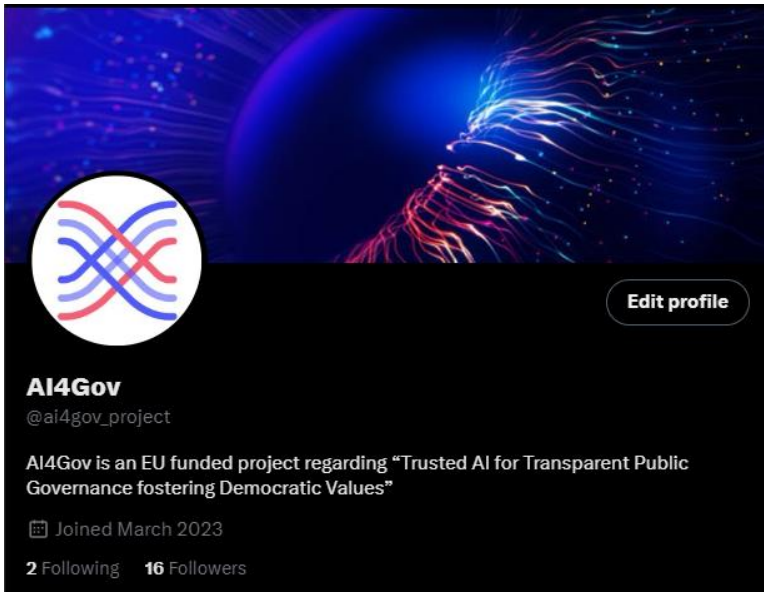 Edit profile
AI4Gov
@ai4gov_project
AI4Gov is an EU funded project regarding “Trusted AI for Transparent Public
Governance fostering Democratic Values”
Joined March 2023
2 Following 16 Followers